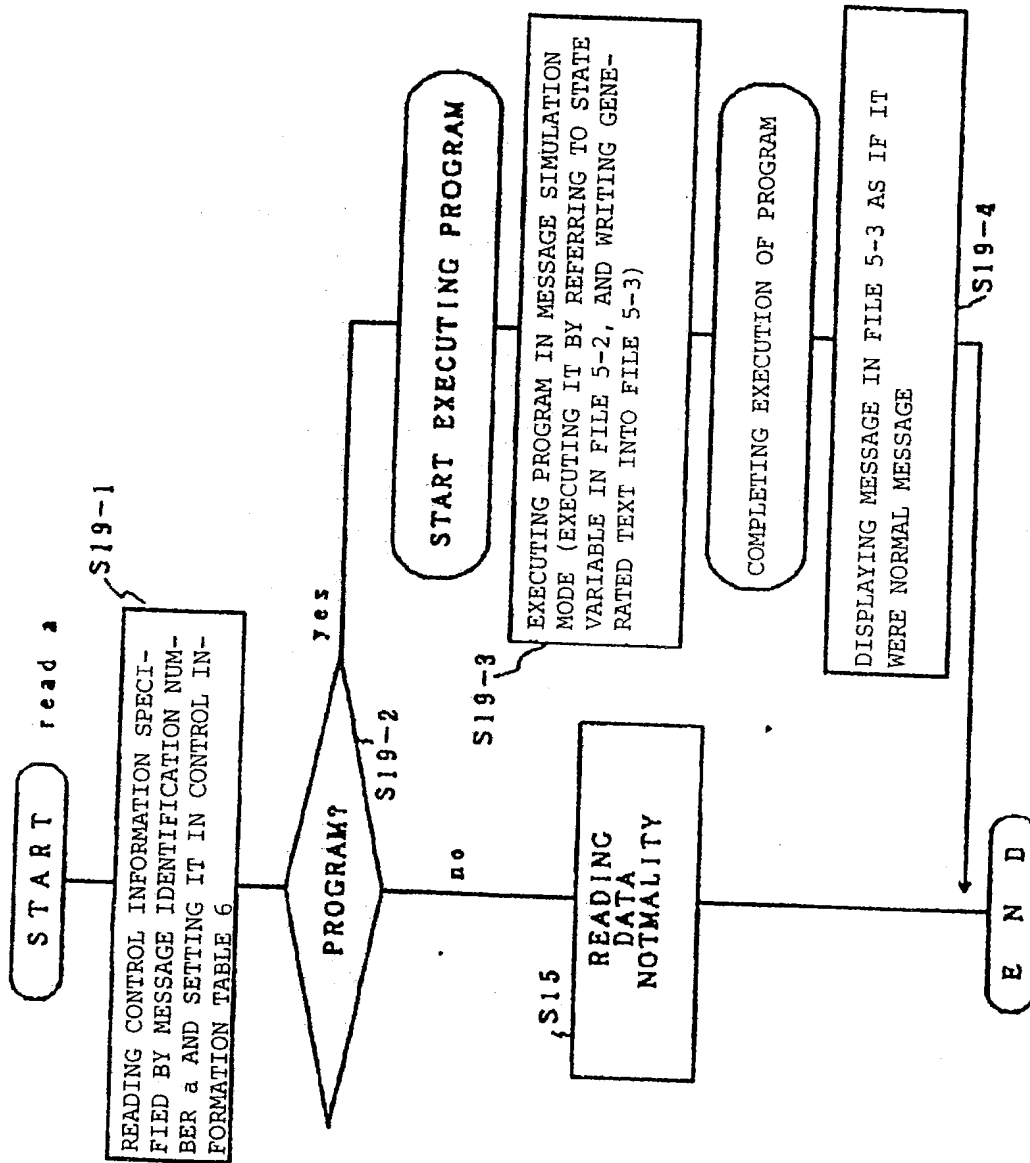 START
read a
S19-1
READING CONTROL INFORMATION SPECI-
FIED BY MESSAGE IDENTIFICATION NUM-
BER a AND SETTING IT IN CONTROL IN-
FORMATION TABLE 6
PROGRAM?
S19-2
yes
no
START EXECUTING PROGRAM
S19-3
EXECUTING PROGRAM IN MESSAGE SIMULATION
MODE (EXECUTING IT BY REFERRING TO STATE
VARIABLE IN FILE 5-2, AND WRITING GENE-
RATED TEXT INTO FILE 5-3)
COMPLETING EXECUTION OF PROGRAM
DISPLAYING MESSAGE IN FILE 5-3 AS IF IT
WERE NORMAL MESSAGE
S19-4
S15
READING
DATA
NOTMALITY
END